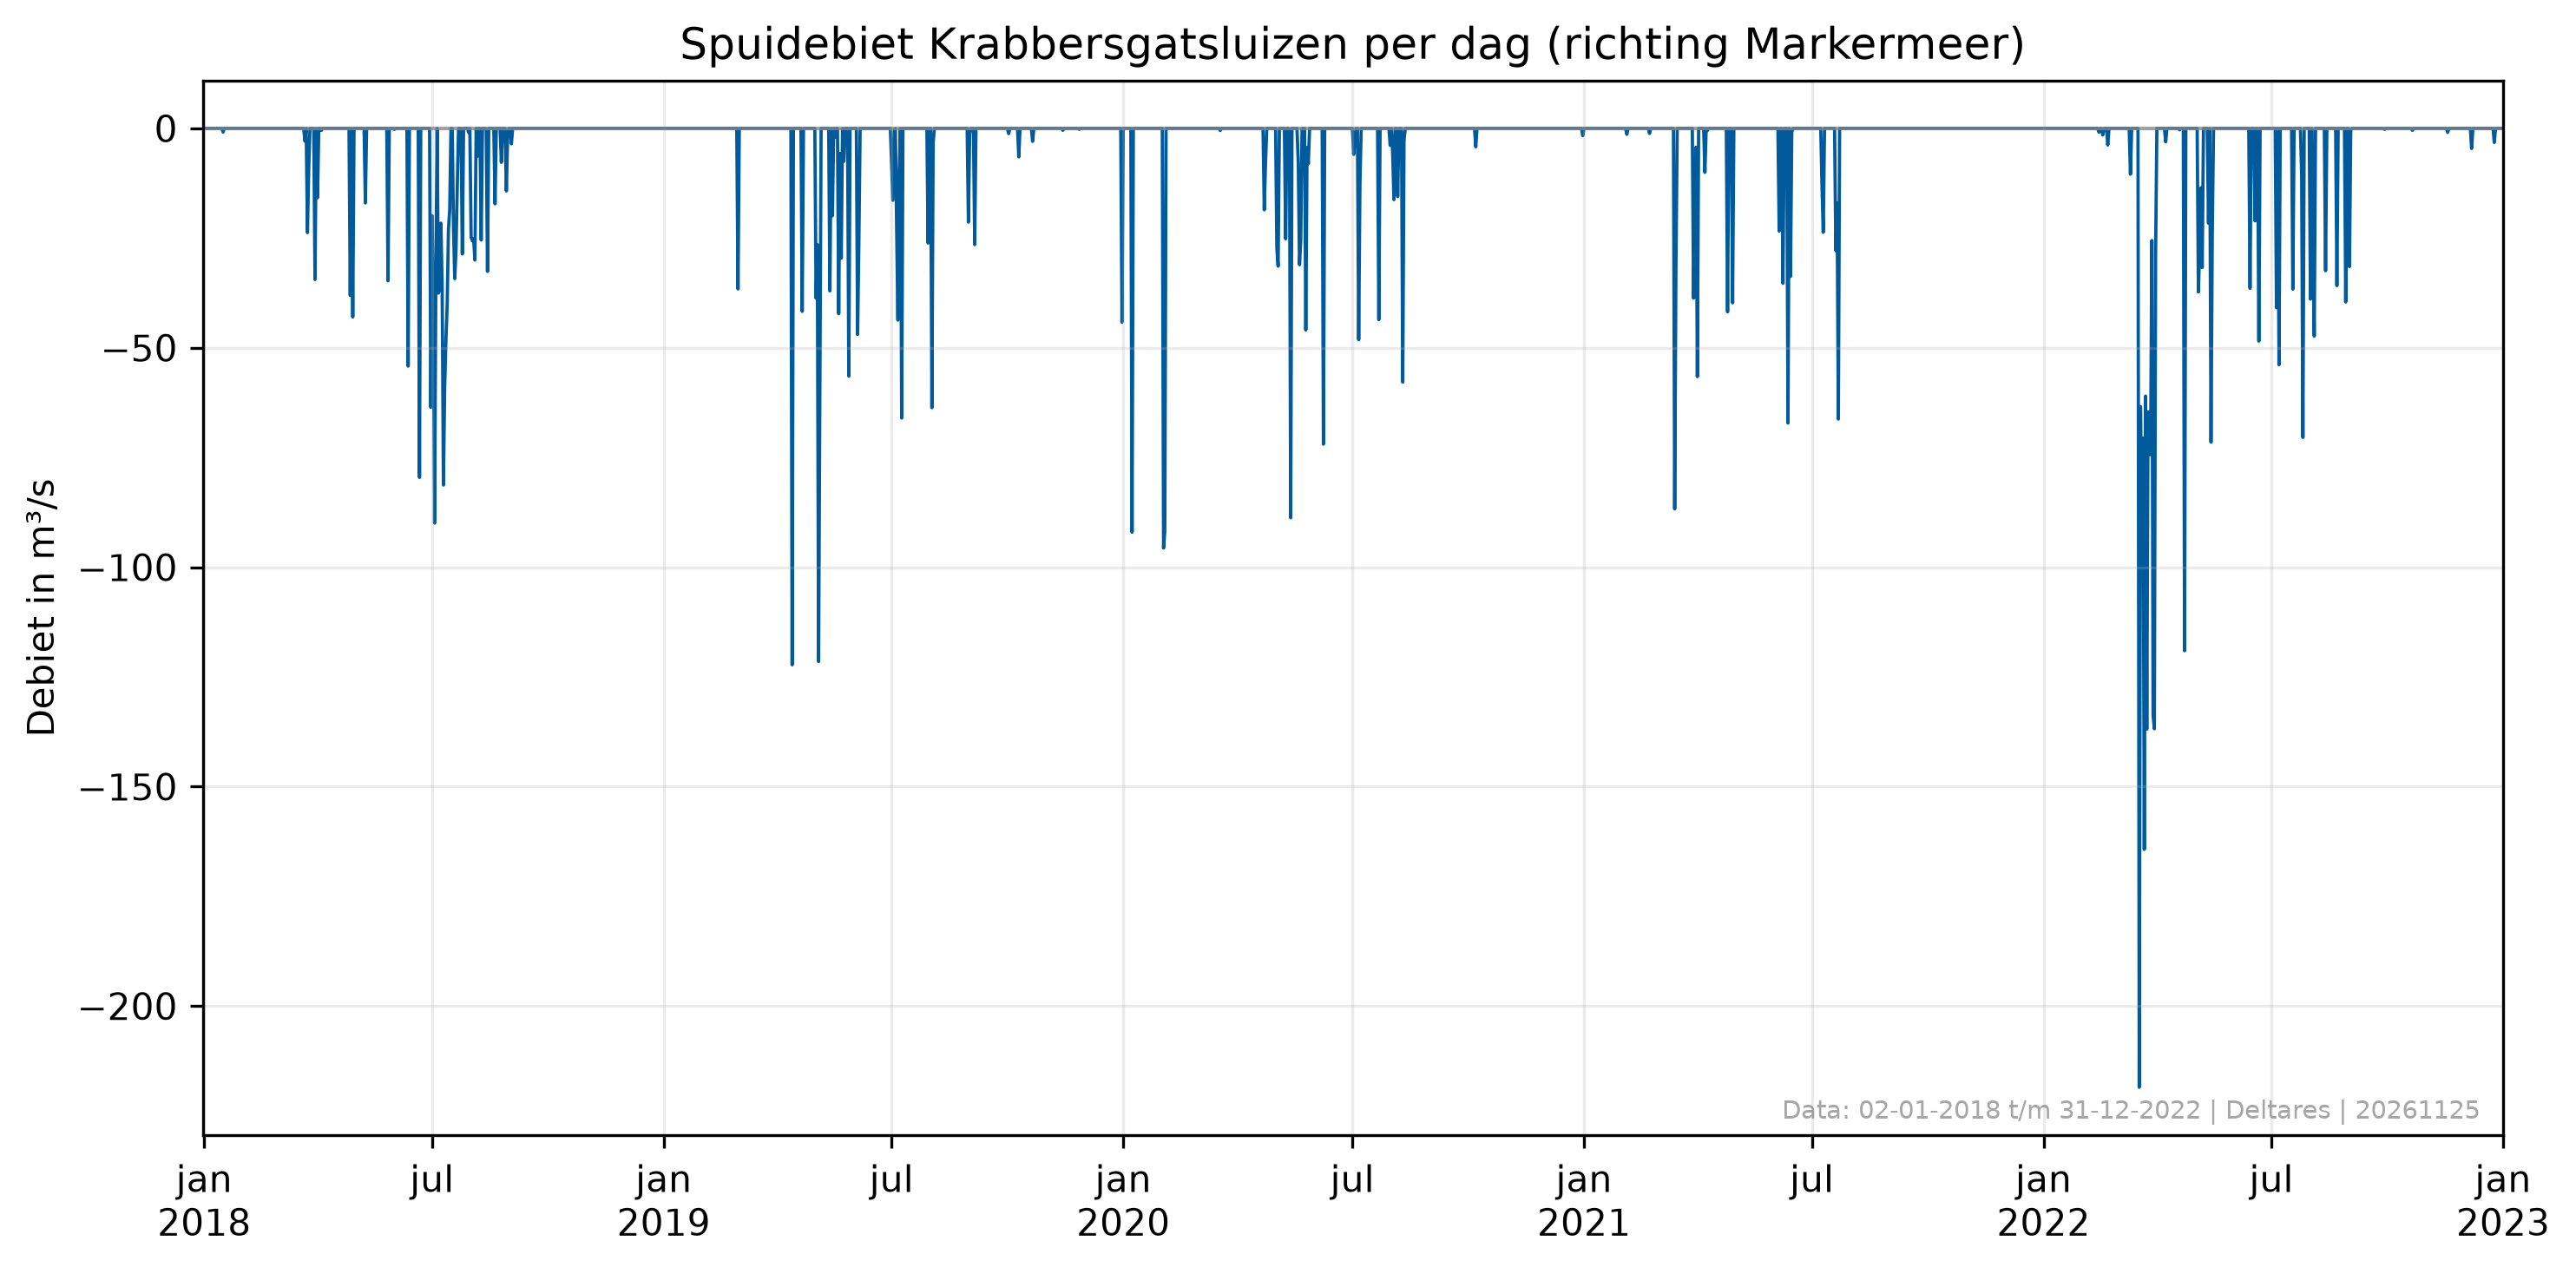 Spuidebiet Krabbersgatsluizen per dag (richting Markermeer)
Debiet in m³/s
0
−50
−100
−150
−200
Data: 02-01-2018 t/m 31-12-2022 | Deltares | 20261125
jan jul jan jul jan jul jan jul jan jul jan
2018 2019 2020 2021 2022 2023